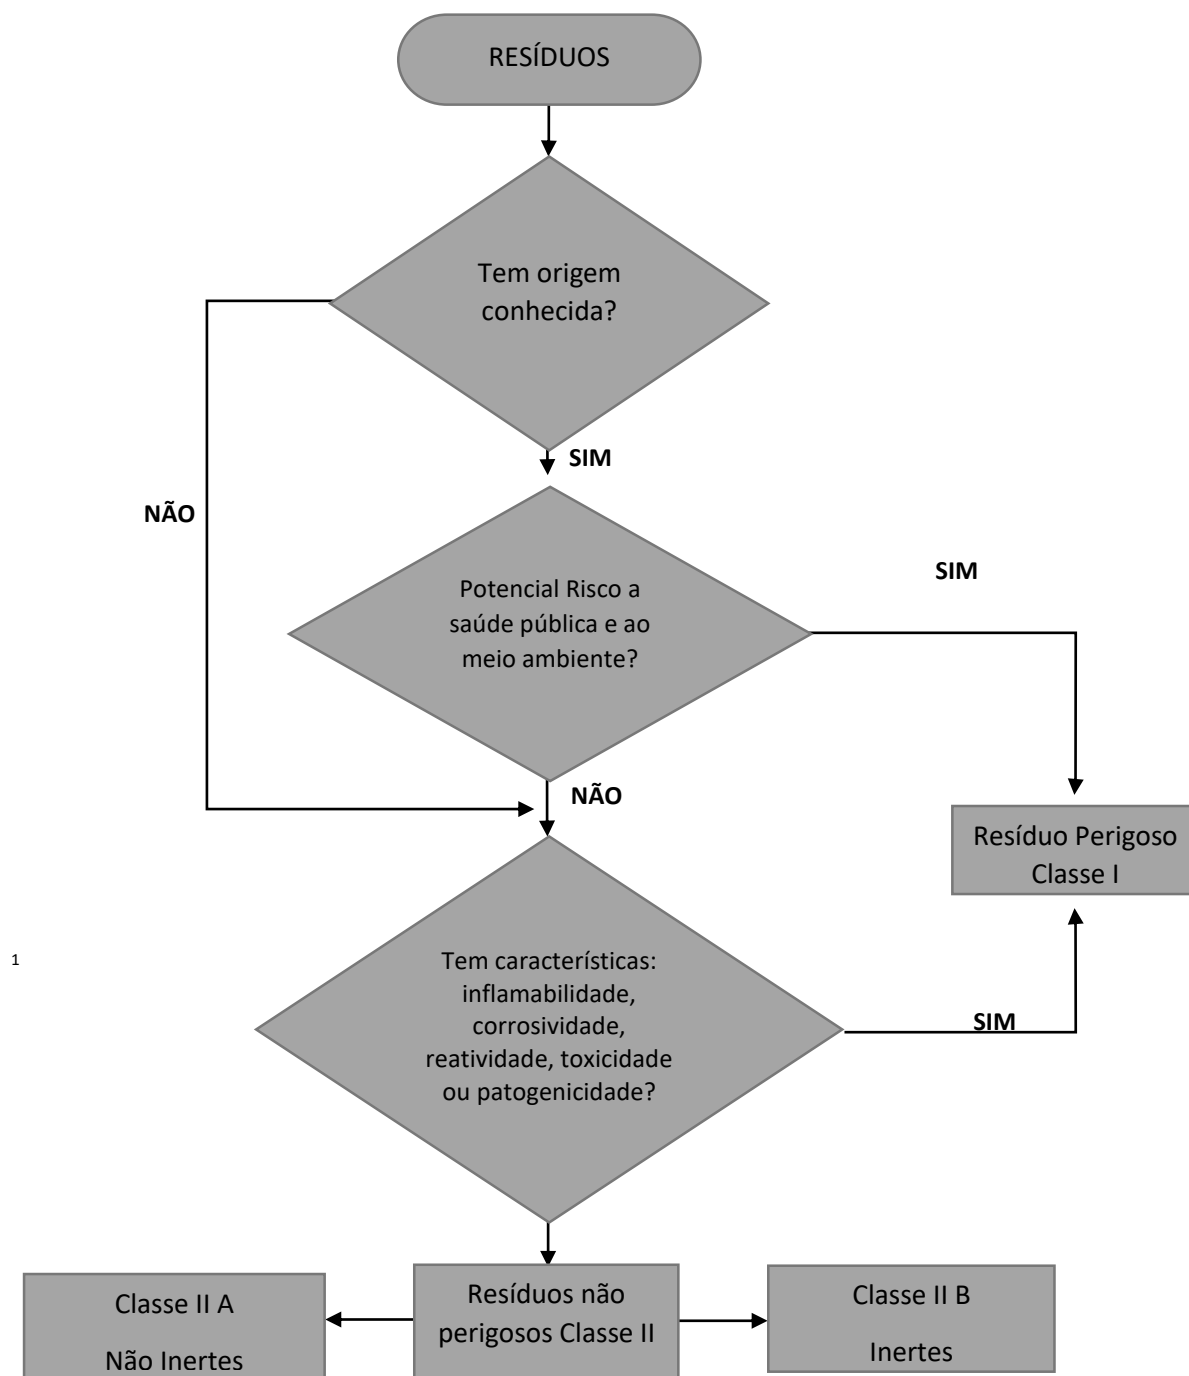 RESÍDUOS
Tem origem
conhecida?
SIM
NÃO
Potencial Risco a
saúde pública e ao
meio ambiente?
SIM
NÃO
Resíduo Perigoso
Classe I
1
Tem características:
inflamabilidade,
corrosividade,
reatividade, toxicidade
ou patogenicidade?
SIM
Classe II A
Não Inertes
Resíduos não
perigosos Classe II
Classe II B
Inertes